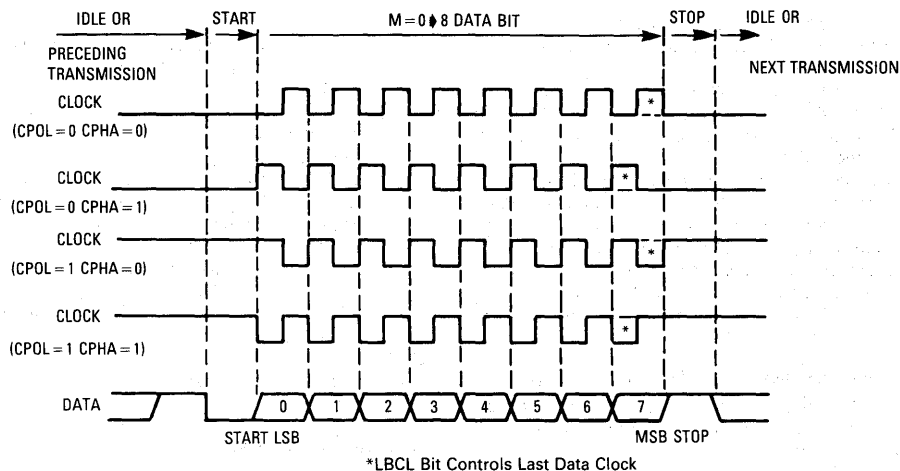 IDLE OR START M=0♦8 DATA BIT STOP IDLE OR
PRECEDING
TRANSMISSION NEXT TRANSMISSION
CLOCK
*
(CPOL=0 CPHA=0)
CLOCK
*
(CPOL=0 CPHA=1)
CLOCK
*
(CPOL=1 CPHA=0)
CLOCK
*
(CPOL=1 CPHA=1)
DATA 0 1 2 3 4 5 6 7
START LSB MSB STOP
*LBCL Bit Controls Last Data Clock